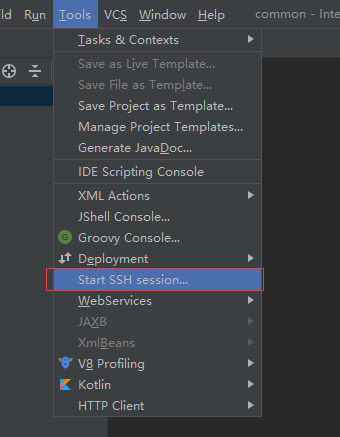 ld Run Tools VCS Window Help common - Inte
Tasks & Contexts
Save as Live Template...
Save File as Template...
Save Project as Template...
Manage Project Templates...
Generate JavaDoc...
IDE Scripting Console
XML Actions
JShell Console...
G Groovy Console...
Deployment
Start SSH session...
WebServices
JAXB
XmlBeans
V8 Profiling
Kotlin
HTTP Client